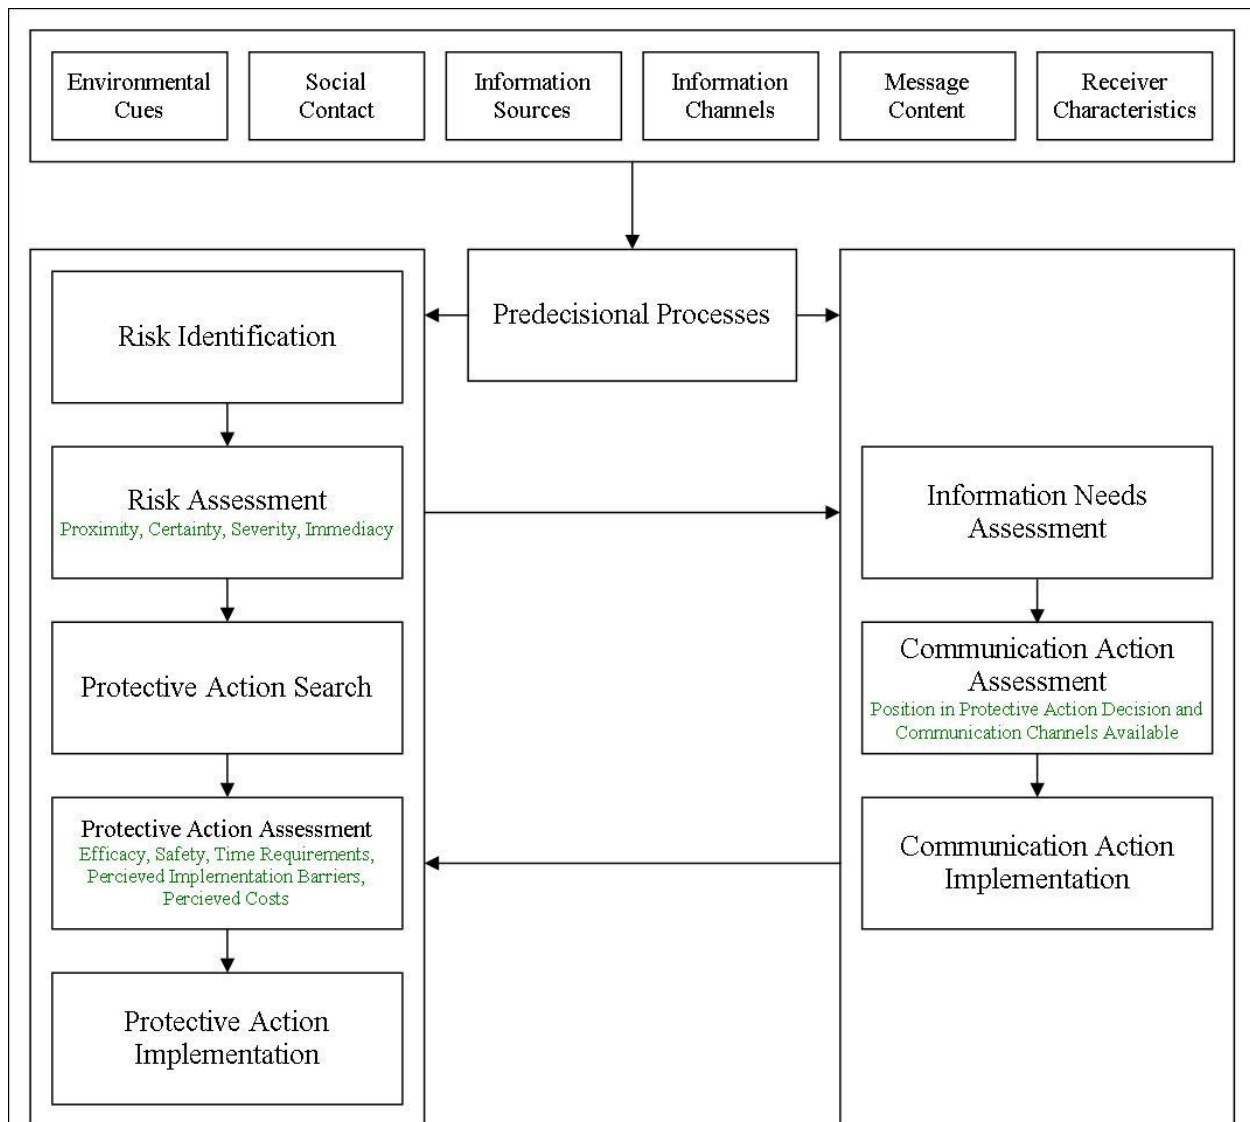 Environmental
Cues
Social
Contact
Information
Sources
Information
Channels
Message
Content
Receiver
Characteristics
Predecisional Processes
Risk Identification
Risk Assessment
Proximity, Certainty, Severity, Immediacy
Protective Action Search
Protective Action Assessment
Efficacy, Safety, Time Requirements,
Percieved Implementation Barriers,
Percieved Costs
Protective Action
Implementation
Information Needs
Assessment
Communication Action
Assessment
Position in Protective Action Decision and
Communication Channels Available
Communication Action
Implementation